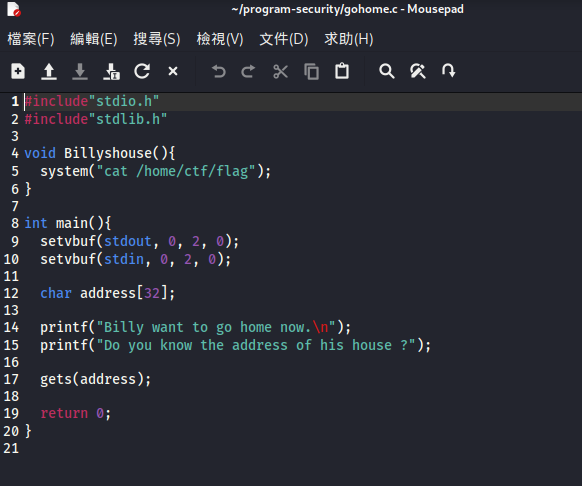 ~/program-security/gohome.c - Mousepad
檔案(F) 編輯(E) 搜尋(S) 檢視(V) 文件(D) 求助(H)
1 #include"stdio.h"
2 #include"stdlib.h"
3
4 void Billyshouse(){
5   system("cat /home/ctf/flag");
6 }
7
8 int main(){
9   setvbuf(stdout, 0, 2, 0);
10   setvbuf(stdin, 0, 2, 0);
11
12   char address[32];
13
14   printf("Billy want to go home now.\n");
15   printf("Do you know the address of his house ?");
16
17   gets(address);
18
19   return 0;
20 }
21